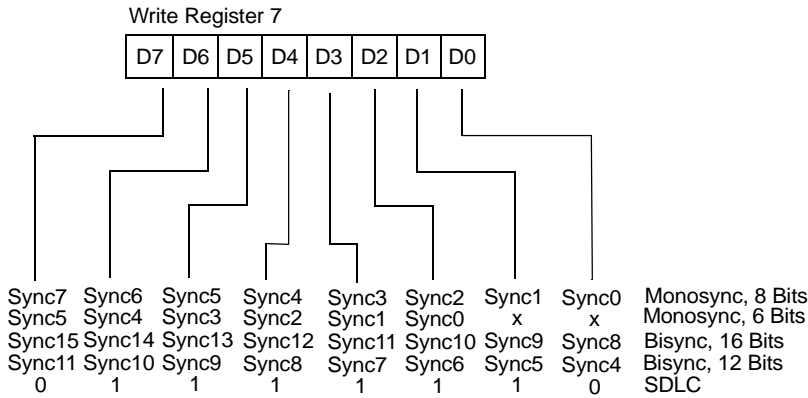 Write Register 7
D7 D6 D5 D4 D3 D2 D1 D0
Sync7 Sync6 Sync5 Sync4 Sync3 Sync2 Sync1 Sync0 Monosync, 8 Bits
Sync5 Sync4 Sync3 Sync2 Sync1 Sync0 x x Monosync, 6 Bits
Sync15 Sync14 Sync13 Sync12 Sync11 Sync10 Sync9 Sync8 Bisync, 16 Bits
Sync11 Sync10 Sync9 Sync8 Sync7 Sync6 Sync5 Sync4 Bisync, 12 Bits
0 1 1 1 1 1 1 0 SDLC